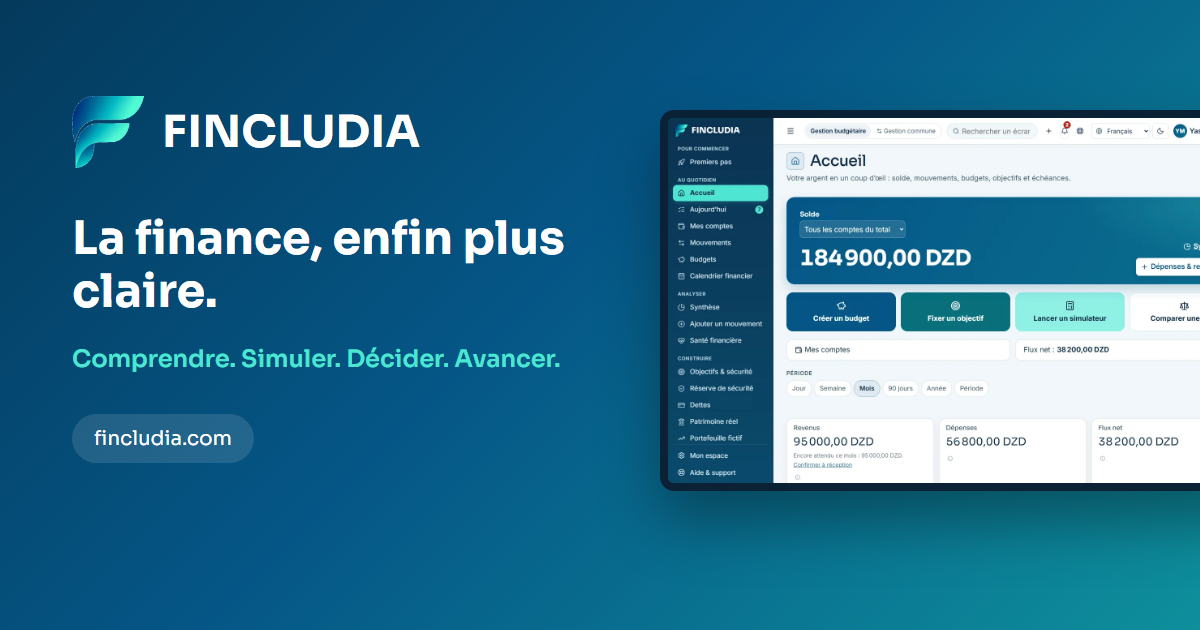 FINCLUDIA
La finance, enfin plus
claire.
Comprendre. Simuler. Décider. Avancer.
fincludia.com
FINCLUDIA
POUR COMMENCER
Premiers pas
AU QUOTIDIEN
Accueil
Aujourd'hui
Mes comptes
Mouvements
Budgets
Calendrier financier
ANALYSER
Synthèse
Ajouter un mouvement
Santé financière
CONSTRUIRE
Objectifs & sécurité
Réserve de sécurité
Dettes
Patrimoine réel
Portefeuille fictif
Mon espace
Aide & support
Gestion budgétaire Gestion commune Rechercher un écran Français YM
Accueil
Votre argent en un coup d'œil : solde, mouvements, budgets, objectifs et échéances.
Solde
Tous les comptes du total
184 900,00 DZD
+ Dépenses & re
Créer un budget Fixer un objectif Lancer un simulateur Comparer une
Mes comptes Flux net : 38 200,00 DZD
PÉRIODE
Jour Semaine Mois 90 jours Année Période
Revenus Dépenses Flux net
95 000,00 DZD 56 800,00 DZD 38 200,00 DZD
Encore attendu ce mois : 95 000,00 DZD
Confirmer à réception